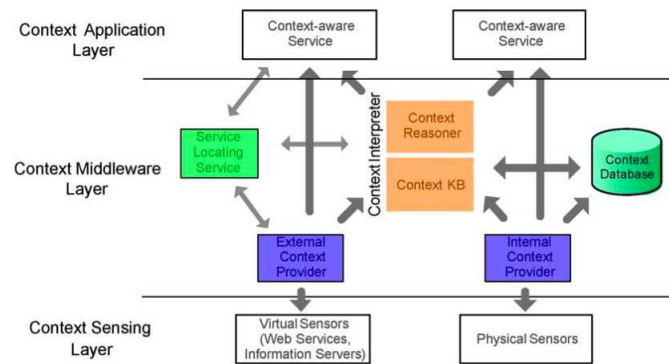 Context Application
Layer
Context-aware
Service
Context-aware
Service
Service
Locating
Service
Context Interpreter
Context
Reasoner
Context KB
Context
Database
Context Middleware
Layer
External
Context
Provider
Internal
Context
Provider
Context Sensing
Layer
Virtual Sensors
(Web Services,
Information Servers)
Physical Sensors